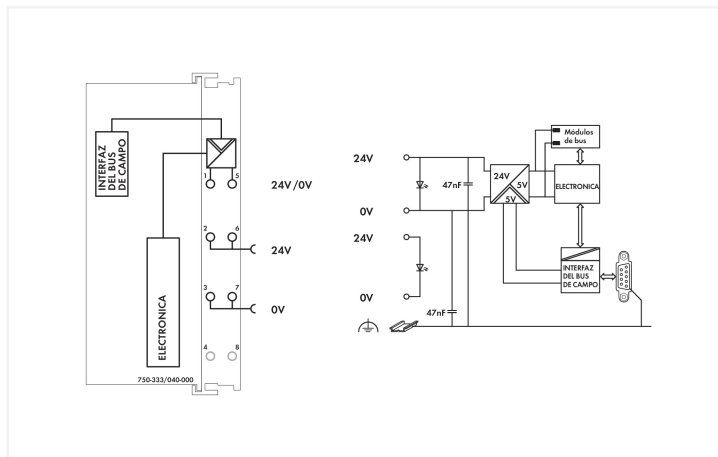 INTERFAZ
DEL BUS
DE CAMPO
1
5
24V/0V
2
6
24V
3
7
0V
ELECTRONICA
4
8
750-333/040-000
24V
0V
24V
0V
47nF
47nF
24V
5V
5V
Módulos
de bus
ELECTRONICA
INTERFAZ
DEL BUS
DE CAMPO